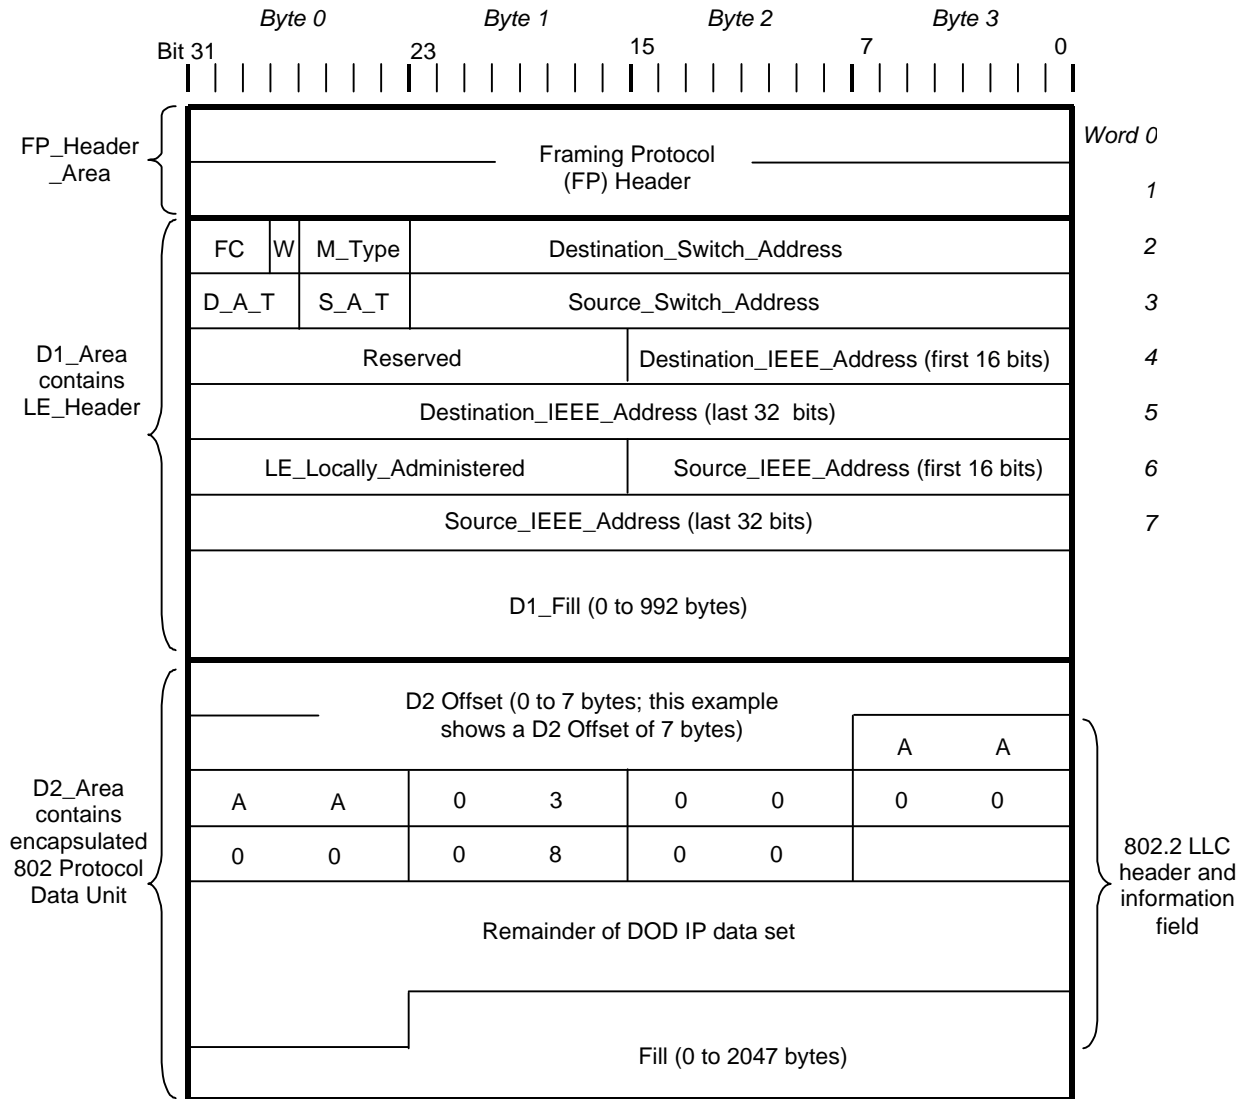 Byte 0 Byte 1 Byte 2 Byte 3
Bit 31 23 15 7 0
FP_Header
_Area
Framing Protocol
(FP) Header
Word 0
1
FC W M_Type Destination_Switch_Address 2
D_A_T S_A_T Source_Switch_Address 3
D1_Area
contains
LE_Header
Reserved Destination_IEEE_Address (first 16 bits) 4
Destination_IEEE_Address (last 32 bits) 5
LE_Locally_Administered Source_IEEE_Address (first 16 bits) 6
Source_IEEE_Address (last 32 bits) 7
D1_Fill (0 to 992 bytes)
D2 Offset (0 to 7 bytes; this example
shows a D2 Offset of 7 bytes)
A A
D2_Area
contains
encapsulated
802 Protocol
Data Unit
A A 0 3 0 0 0 0
0 0 0 8 0 0
802.2 LLC
header and
information
field
Remainder of DOD IP data set
Fill (0 to 2047 bytes)